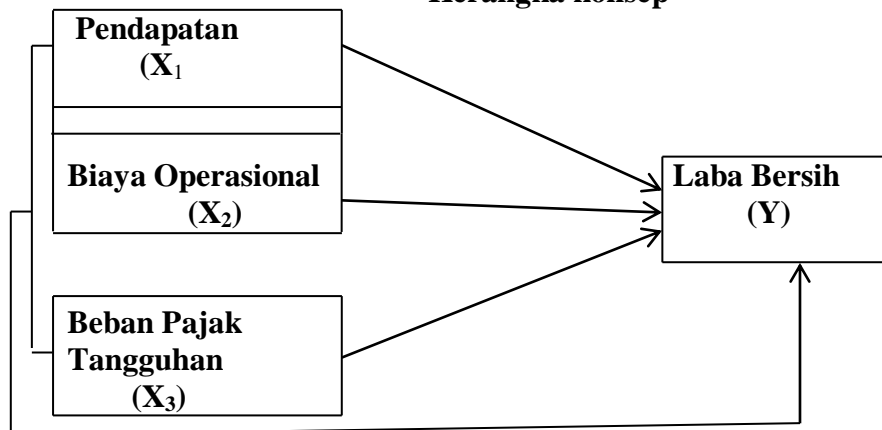 Kerangka konsep
Pendapatan
(X₁
Biaya Operasional
(X₂)
Beban Pajak
Tangguhan
(X₃)
Laba Bersih
(Y)